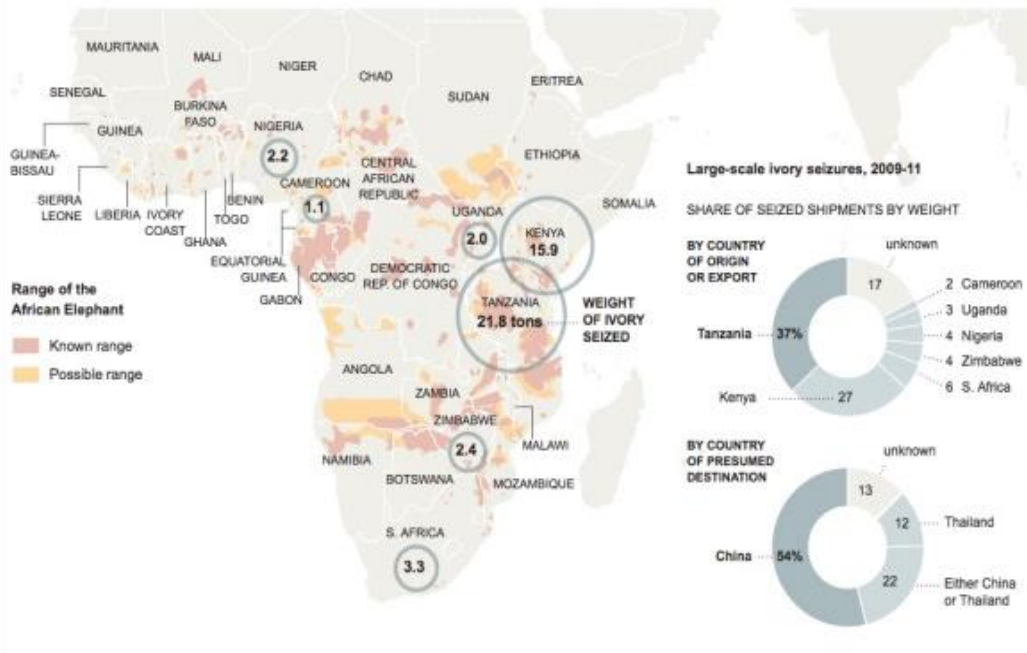 MAURITANIA
MALI
NIGER
CHAD
SUDAN
ERITREA
SENEGAL
BURKINA
FASO
NIGERIA
2.2
GUINEA
GUINEA-
BISSAU
SIERRA
LEONE
LIBERIA
IVORY
COAST
GHANA
TOGO
BENIN
CAMEROON
1.1
CENTRAL
AFRICAN
REPUBLIC
ETHIOPIA
SOMALIA
UGANDA
2.0
KENYA
15.9
EQUATORIAL
GUINEA
GABON
CONGO
DEMOCRATIC
REP. OF CONGO
TANZANIA
21.8 tons
WEIGHT
OF IVORY
SEIZED
Range of the
African Elephant
Known range
Possible range
ANGOLA
ZAMBIA
ZIMBABWE
2.4
MALAWI
NAMIBIA
BOTSWANA
MOZAMBIQUE
S. AFRICA
3.3
Large-scale ivory seizures, 2009-11
SHARE OF SEIZED SHIPMENTS BY WEIGHT
BY COUNTRY
OF ORIGIN
OR EXPORT
unknown
17
2 Cameroon
3 Uganda
4 Nigeria
4 Zimbabwe
6 S. Africa
Tanzania 37%
Kenya 27
BY COUNTRY
OF PRESUMED
DESTINATION
unknown
13
12 Thailand
China 54%
22 Either China
or Thailand